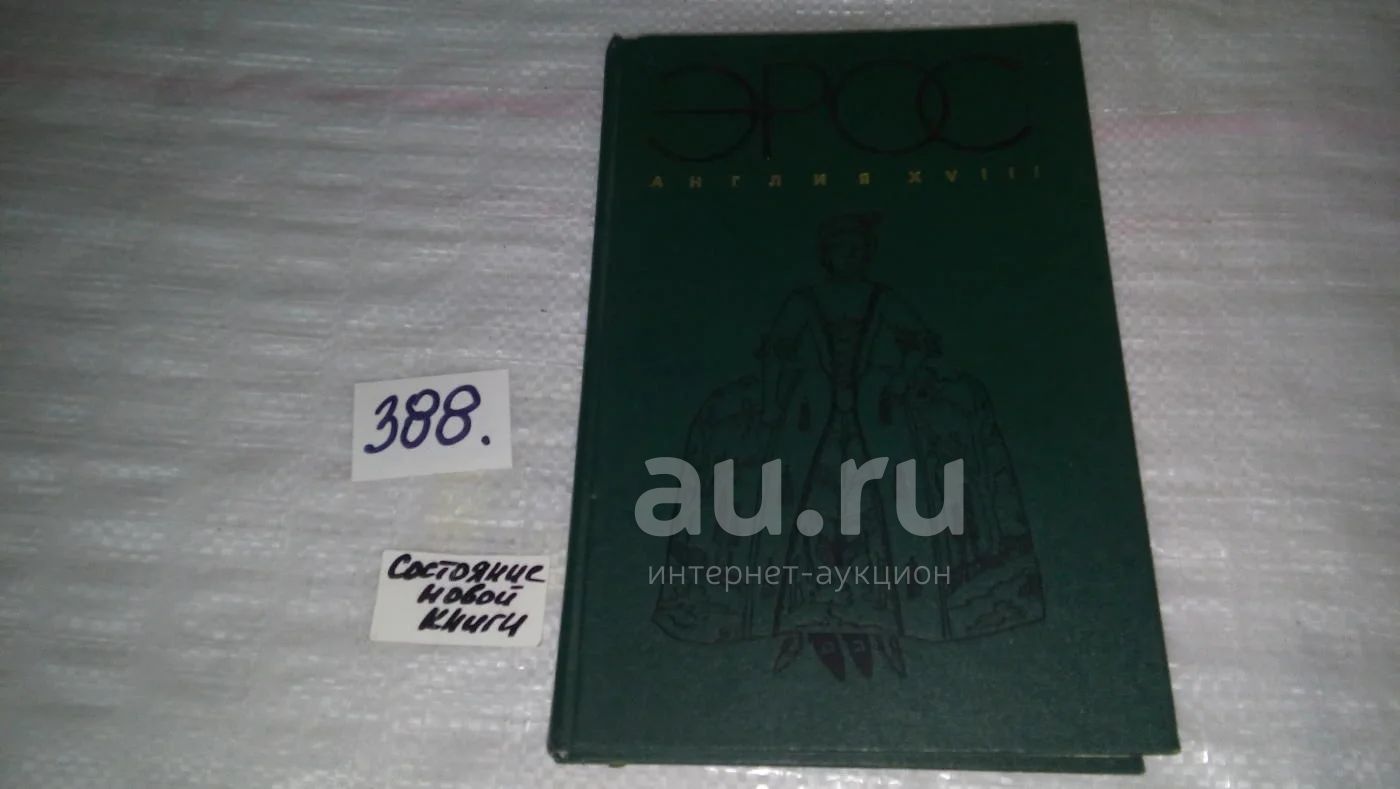 ЭРОС
АНГЛИЯ XVIII
388.
Состояние
новой
книги
au.ru
интернет-аукцион